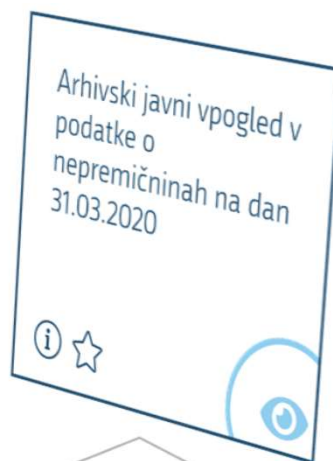 Arhivski javni vpogled v
podatke o
nepremičninah na dan
31.03.2020